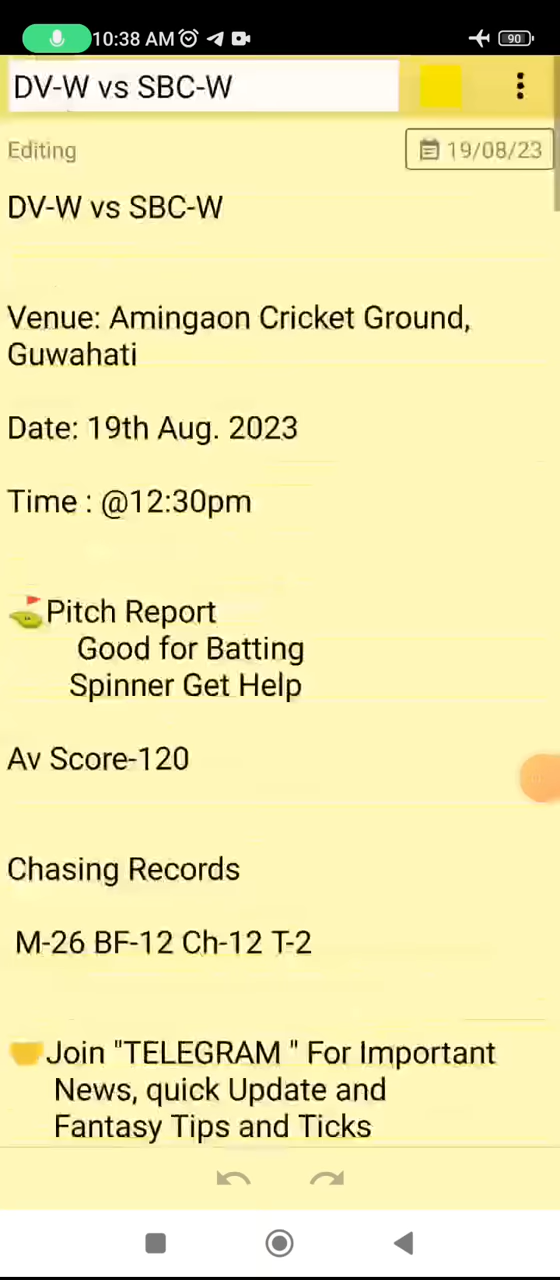 10:38 AM
90
DV-W vs SBC-W
Editing
19/08/23
DV-W vs SBC-W
Venue: Amingaon Cricket Ground,
Guwahati
Date: 19th Aug. 2023
Time : @12:30pm
⛳Pitch Report
Good for Batting
Spinner Get Help
Av Score-120
Chasing Records
M-26 BF-12 Ch-12 T-2
🤝Join "TELEGRAM " For Important
News, quick Update and
Fantasy Tips and Ticks